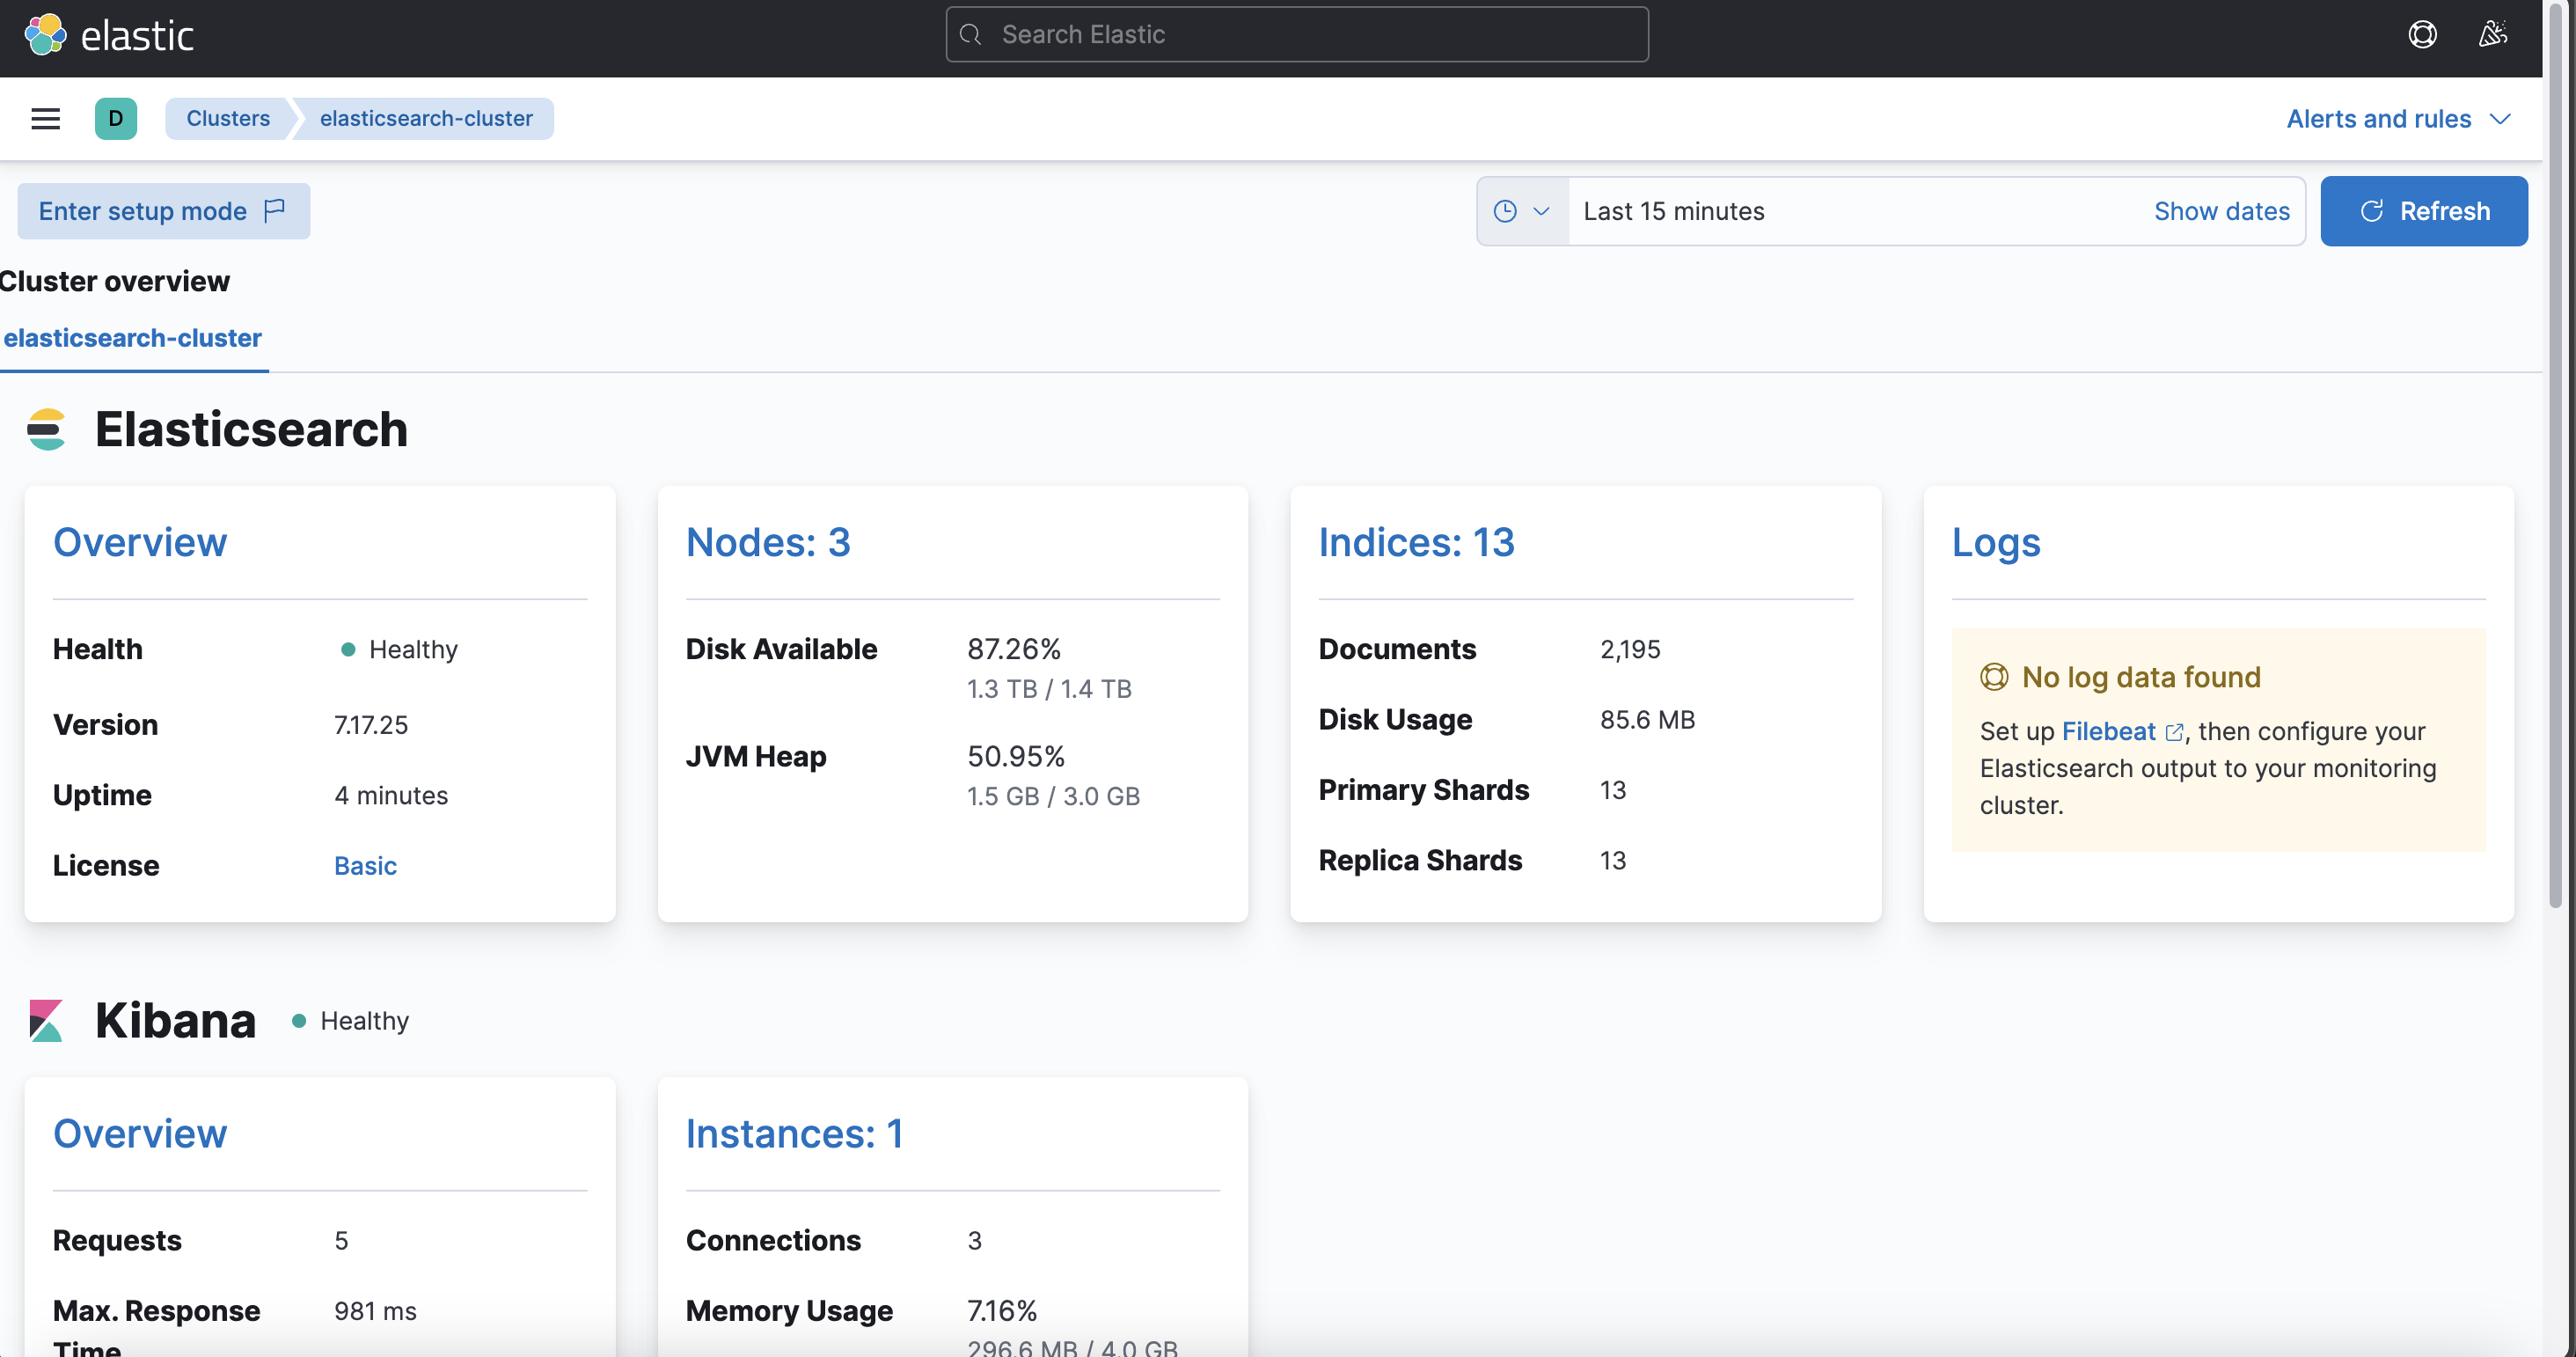 elastic
Search Elastic
D
Clusters
elasticsearch-cluster
Alerts and rules
Enter setup mode
Last 15 minutes
Show dates
Refresh
Cluster overview
elasticsearch-cluster
Elasticsearch
Overview
Health
Healthy
Version
7.17.25
Uptime
4 minutes
License
Basic
Nodes: 3
Disk Available
87.26%
1.3 TB / 1.4 TB
JVM Heap
50.95%
1.5 GB / 3.0 GB
Indices: 13
Documents
2,195
Disk Usage
85.6 MB
Primary Shards
13
Replica Shards
13
Logs
No log data found
Set up Filebeat, then configure your
Elasticsearch output to your monitoring
cluster.
Kibana
Healthy
Overview
Requests
5
Max. Response
Time
981 ms
Instances: 1
Connections
3
Memory Usage
7.16%
296.6 MB / 4.0 GB